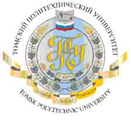 ТОМСКИЙ ПОЛИТЕХНИЧЕСКИЙ УНИВЕРСИТЕТ
TOMSK POLYTECHNIC UNIVERSITY